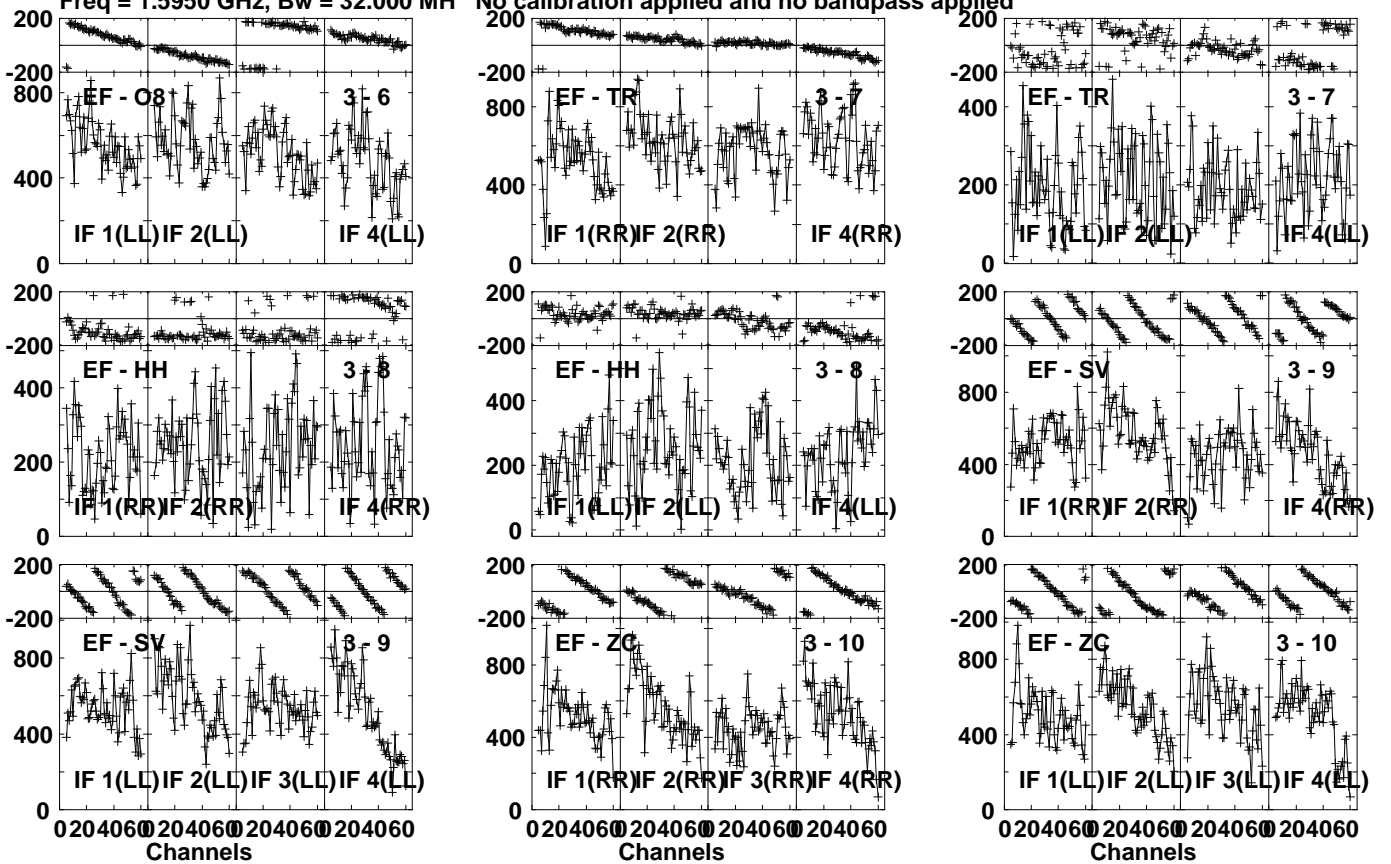 Freq = 1.5950 GHz, Bw = 32.000 MH No calibration applied and no bandpass applied
200
-200
800
400
0
EF - O8
3 - 6
IF 1(LL)
IF 2(LL)
IF 4(LL)
200
-200
800
400
0
EF - TR
3 - 7
IF 1(RR)
IF 2(RR)
IF 4(RR)
200
-200
400
200
0
EF - TR
3 - 7
IF 1(LL)
IF 2(LL)
IF 4(LL)
200
-200
400
200
0
EF - HH
3 - 8
IF 1(RR)
IF 2(RR)
IF 4(RR)
200
-200
400
200
0
EF - HH
3 - 8
IF 1(LL)
IF 2(LL)
IF 4(LL)
200
-200
800
400
0
EF - SV
3 - 9
IF 1(RR)
IF 2(RR)
IF 4(RR)
200
-200
800
400
0
EF - SV
3 - 9
IF 1(LL)
IF 2(LL)
IF 3(LL)
IF 4(LL)
0 20 40 60 0 20 40 60 0 20 40 60 0 20 40 60
Channels
200
-200
800
400
0
EF - ZC
3 - 10
IF 1(RR)
IF 2(RR)
IF 3(RR)
IF 4(RR)
0 20 40 60 0 20 40 60 0 20 40 60 0 20 40 60
Channels
200
-200
800
400
0
EF - ZC
3 - 10
IF 1(LL)
IF 2(LL)
IF 3(LL)
IF 4(LL)
0 20 40 60 0 20 40 60 0 20 40 60 0 20 40 60
Channels